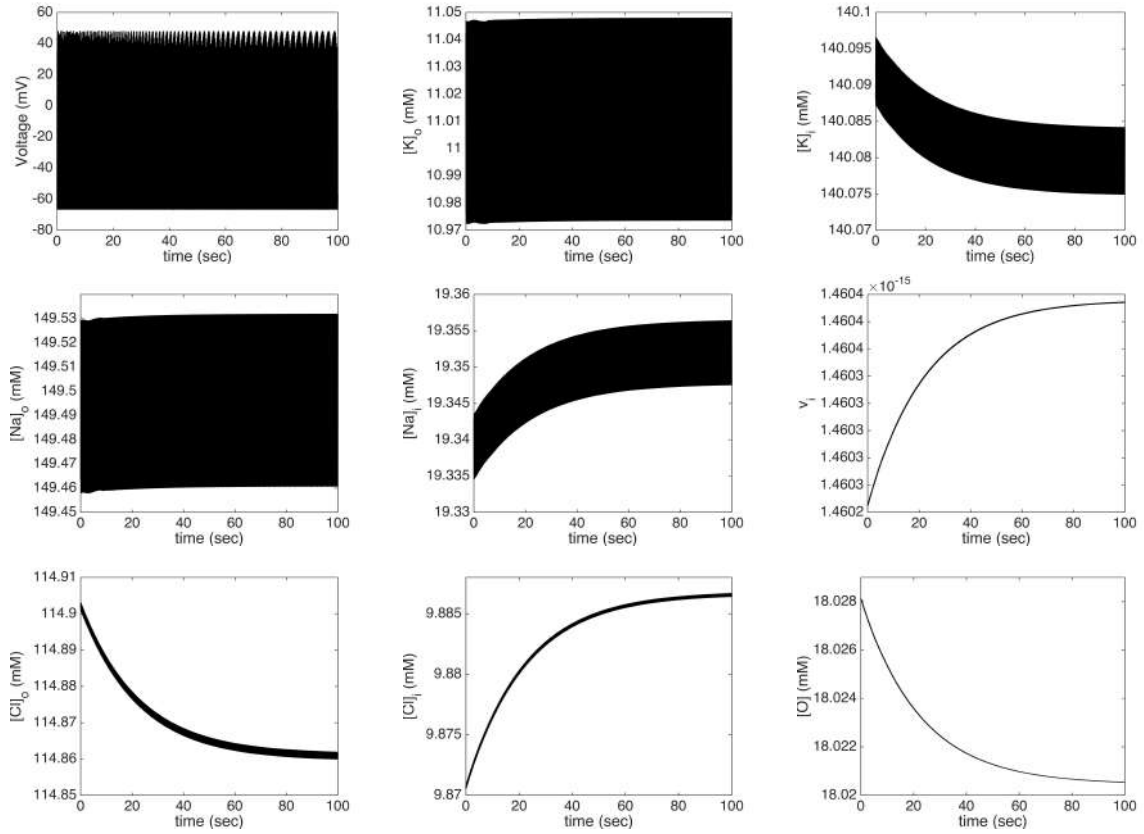 Voltage (mV)
60
40
20
0
-20
-40
-60
-80
0 20 40 60 80 100
time (sec)
[K]o (mM)
11.05
11.04
11.03
11.02
11.01
11
10.99
10.98
10.97
0 20 40 60 80 100
time (sec)
[K]i (mM)
140.1
140.095
140.09
140.085
140.08
140.075
140.07
0 20 40 60 80 100
time (sec)
[Na]o (mM)
149.53
149.52
149.51
149.5
149.49
149.48
149.47
149.46
149.45
0 20 40 60 80 100
time (sec)
[Na]i (mM)
19.36
19.355
19.35
19.345
19.34
19.335
19.33
0 20 40 60 80 100
time (sec)
× 10-15
vi
1.4604
1.4604
1.4603
1.4603
1.4603
1.4603
1.4602
0 20 40 60 80 100
time (sec)
[Cl]o (mM)
114.91
114.9
114.89
114.88
114.87
114.86
114.85
0 20 40 60 80 100
time (sec)
[Cl]i (mM)
9.885
9.88
9.875
9.87
0 20 40 60 80 100
time (sec)
[O] (mM)
18.028
18.026
18.024
18.022
18.02
0 20 40 60 80 100
time (sec)